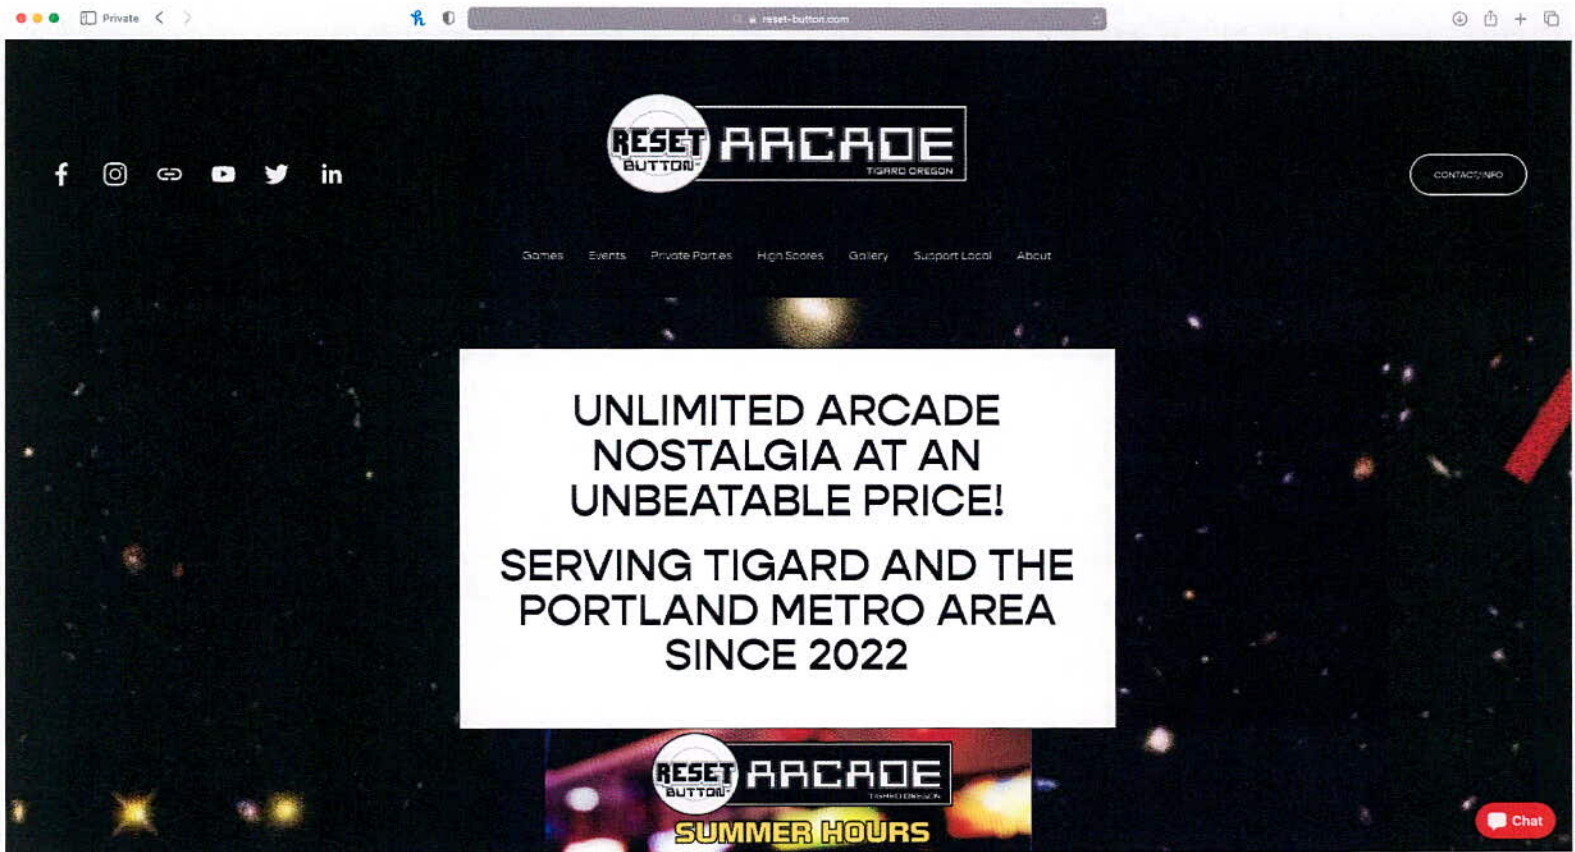 Private
reset-button.com
RESET
BUTTON
ARCADE
TIGARD OREGON
CONTACT/INFO
Games Events Private Parties High Scores Gallery Support Local About
UNLIMITED ARCADE
NOSTALGIA AT AN
UNBEATABLE PRICE!
SERVING TIGARD AND THE
PORTLAND METRO AREA
SINCE 2022
RESET
BUTTON
ARCADE
TIGARD OREGON
SUMMER HOURS
Chat